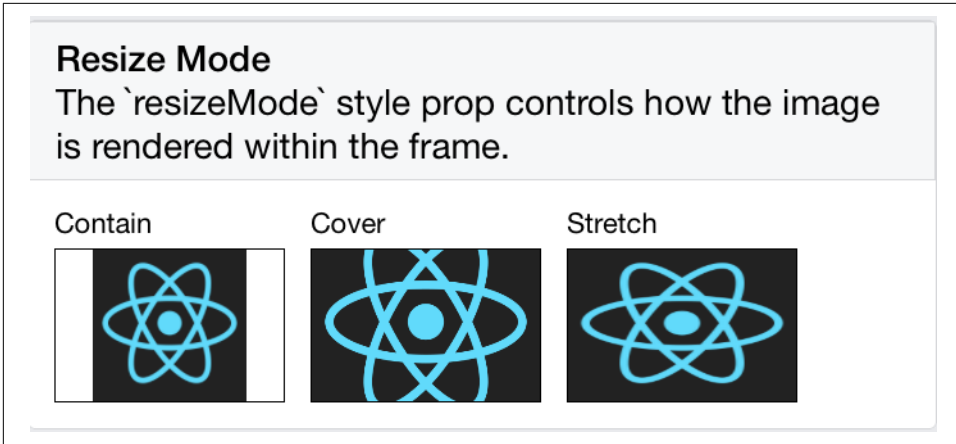 Resize Mode
The `resizeMode` style prop controls how the image
is rendered within the frame.
Contain
Cover
Stretch